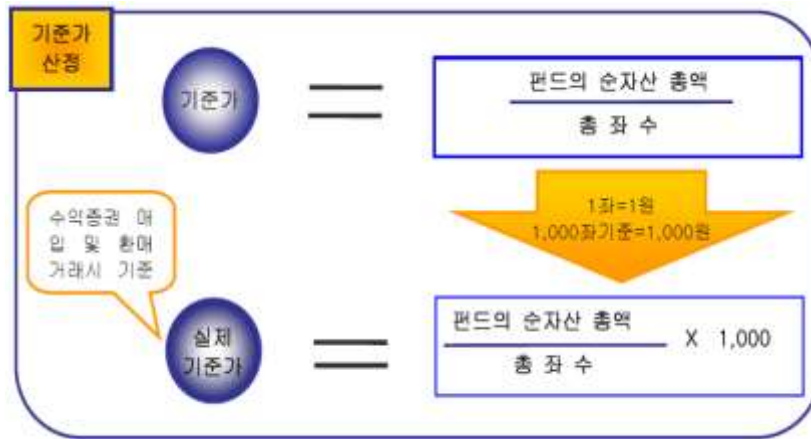 기준가
산정
기준가
펀드의 순자산 총액
총 좌 수
1좌=1원
1,000좌기준=1,000원
수익증권 매
입 및 환매
거래시 기준
실제
기준가
펀드의 순자산 총액
총 좌 수
X 1,000